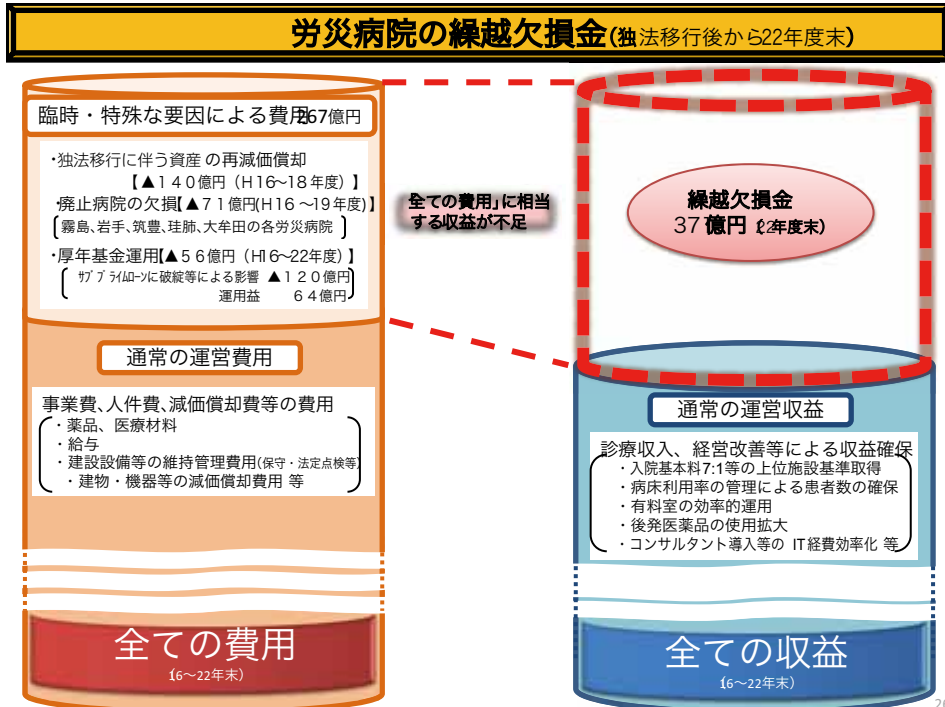 労災病院の繰越欠損金(独法移行後から22年度末)
臨時・特殊な要因による費用267億円
・独法移行に伴う資産の再減価償却
【▲140億円（H16～18年度）】
・廃止病院の欠損【▲71億円(H16～19年度)】
霧島、岩手、筑豊、珪肺、大牟田の各労災病院
・厚年基金運用【▲56億円（H16～22年度）】
サブプライムローンに破綻等による影響 ▲120億円
運用益 64億円
通常の運営費用
事業費、人件費、減価償却費等の費用
・薬品、医療材料
・給与
・建設設備等の維持管理費用(保守・法定点検等)
・建物・機器等の減価償却費用 等
全ての費用
(16～22年末)
全ての費用」に相当
する収益が不足
繰越欠損金
37億円（22年度末）
通常の運営収益
診療収入、経営改善等による収益確保
・入院基本料7:1等の上位施設基準取得
・病床利用率の管理による患者数の確保
・有料室の効率的運用
・後発医薬品の使用拡大
・コンサルタント導入等の IT経費効率化 等
全ての収益
(16～22年末)